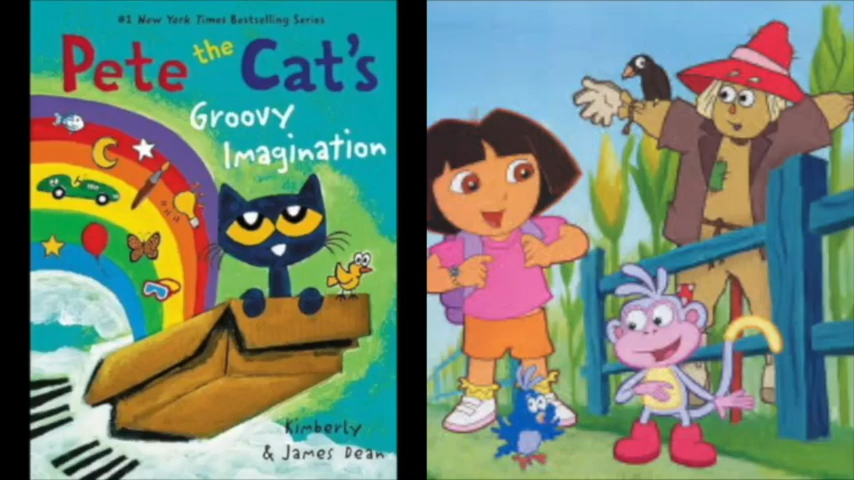 #1 New York Times Bestselling Series
Pete the Cat's
Groovy
Imagination
Kimberly
& James Dean